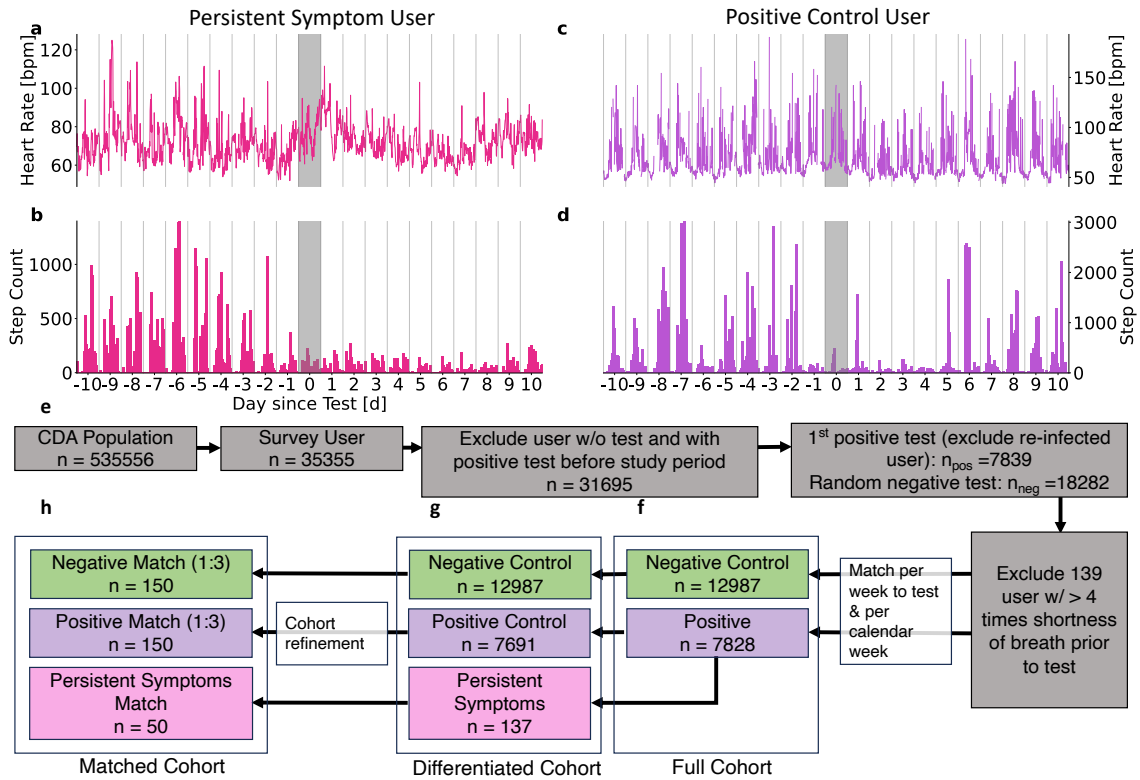 Persistent Symptom User
Positive Control User
a
c
Heart Rate [bpm]
120
100
80
60
150
100
50
Heart Rate [bpm]
b
d
Step Count
1000
500
0
3000
2000
1000
0
Step Count
-10 -9 -8 -7 -6 -5 -4 -3 -2 -1 0 1 2 3 4 5 6 7 8 9 10
-10 -9 -8 -7 -6 -5 -4 -3 -2 -1 0 1 2 3 4 5 6 7 8 9 10
Day since Test [d]
e
CDA Population
n = 535556
Survey User
n = 35355
Exclude user w/o test and with
positive test before study period
n = 31695
1st positive test (exclude re-infected
user): npos =7839
Random negative test: nneg =18282
h
g
f
Negative Match (1:3)
n = 150
Positive Match (1:3)
n = 150
Persistent Symptoms
Match
n = 50
Cohort
refinement
Negative Control
n = 12987
Positive Control
n = 7691
Persistent
Symptoms
n = 137
Negative Control
n = 12987
Positive
n = 7828
Match per
week to test
& per
calendar
week
Exclude 139
user w/ > 4
times shortness
of breath prior
to test
Matched Cohort
Differentiated Cohort
Full Cohort